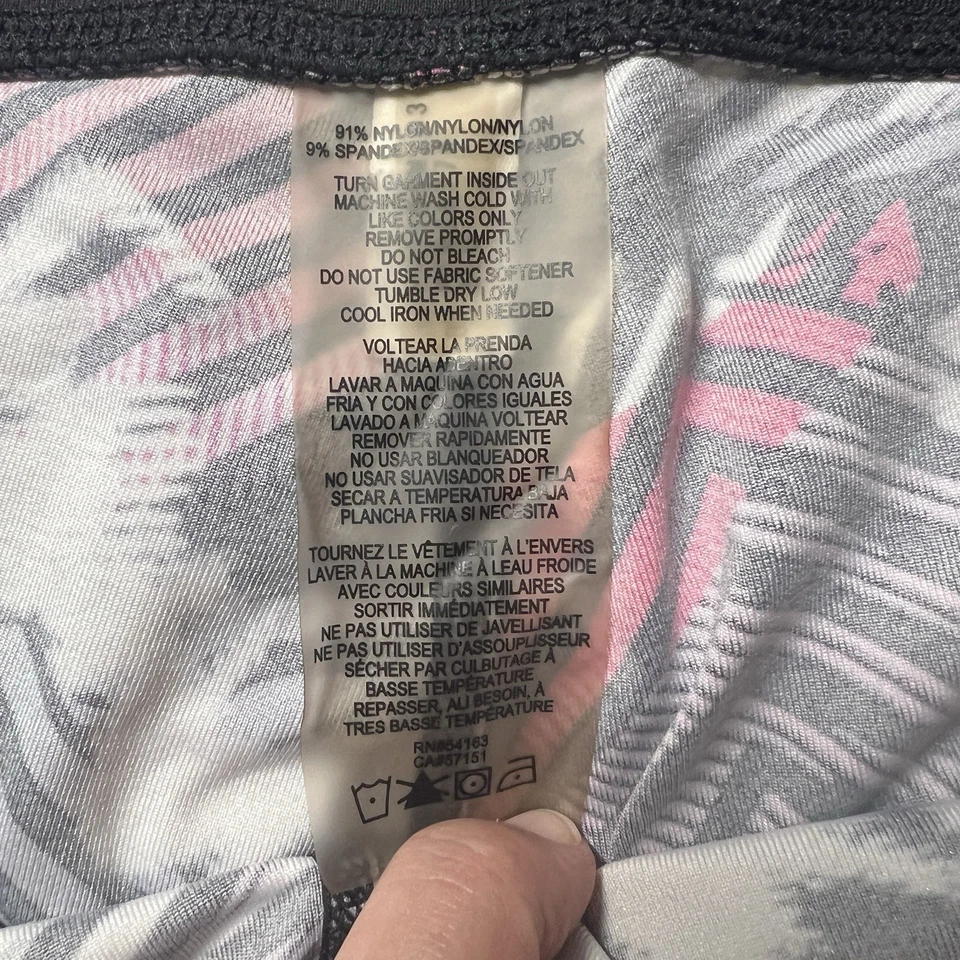 3
91% NYLON/NYLON/NYLON
9% SPANDEX/SPANDEX/SPANDEX
TURN GARMENT INSIDE OUT
MACHINE WASH COLD WITH
LIKE COLORS ONLY
REMOVE PROMPTLY
DO NOT BLEACH
DO NOT USE FABRIC SOFTENER
TUMBLE DRY LOW
COOL IRON WHEN NEEDED
VOLTEAR LA PRENDA
HACIA ADENTRO
LAVAR A MAQUINA CON AGUA
FRIA Y CON COLORES IGUALES
LAVADO A MAQUINA VOLTEAR
REMOVER RAPIDAMENTE
NO USAR BLANQUEADOR
NO USAR SUAVISADOR DE TELA
SECAR A TEMPERATURA BAJA
PLANCHA FRIA SI NECESITA
TOURNEZ LE VÊTEMENT À L'ENVERS
LAVER À LA MACHINE À LEAU FROIDE
AVEC COULEURS SIMILAIRES
SORTIR IMMÉDIATEMENT
NE PAS UTILISER DE JAVELLISANT
NE PAS UTILISER D'ASSOUPLISSEUR
SÉCHER PAR CULBUTAGE À
BASSE TEMPÉRATURE
REPASSER, AU BESOIN, À
TRES BASSE TEMPÉRATURE
RN#54163
CA#37151